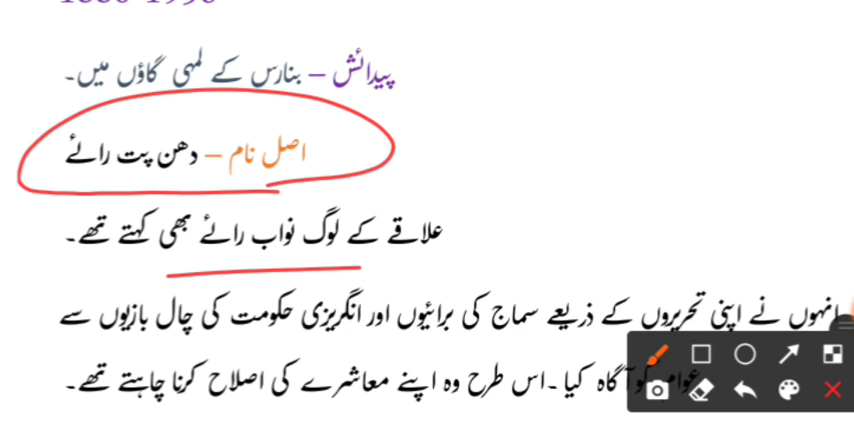 پیدائش – بنارس کے لمہی گاؤں میں۔
اصل نام – دھن پت رائے
علاقے کے لوگ نواب رائے بھی کہتے تھے۔
انہوں نے اپنی تحریروں کے ذریعے سماج کی برائیوں اور انگریزی حکومت کی چال بازیوں سے
عوام کو آگاہ کیا ۔اس طرح وہ اپنے معاشرے کی اصلاح کرنا چاہتے تھے۔